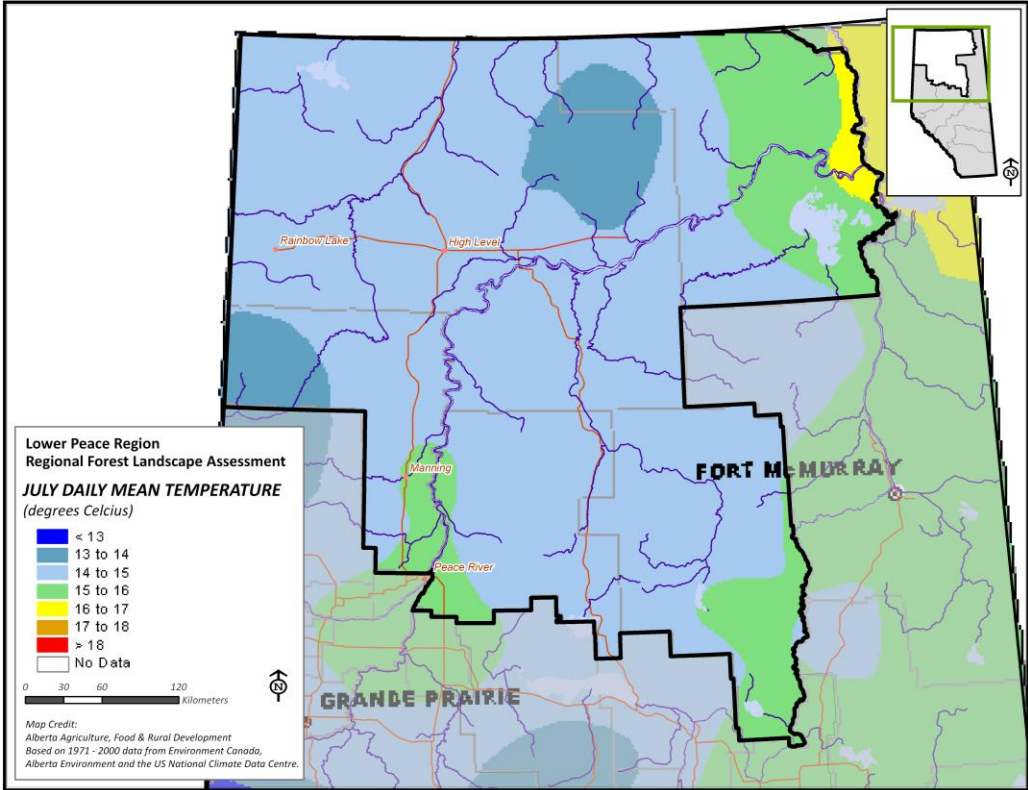 Rainbow Lake
High Level
Manning
FORT McMURRAY
Peace River
GRANDE PRAIRIE
N
Lower Peace Region
Regional Forest Landscape Assessment
JULY DAILY MEAN TEMPERATURE
(degrees Celcius)
< 13
13 to 14
14 to 15
15 to 16
16 to 17
17 to 18
> 18
No Data
0 30 60 120
Kilometers
N
Map Credit:
Alberta Agriculture, Food & Rural Development
Based on 1971 - 2000 data from Environment Canada,
Alberta Environment and the US National Climate Data Centre.